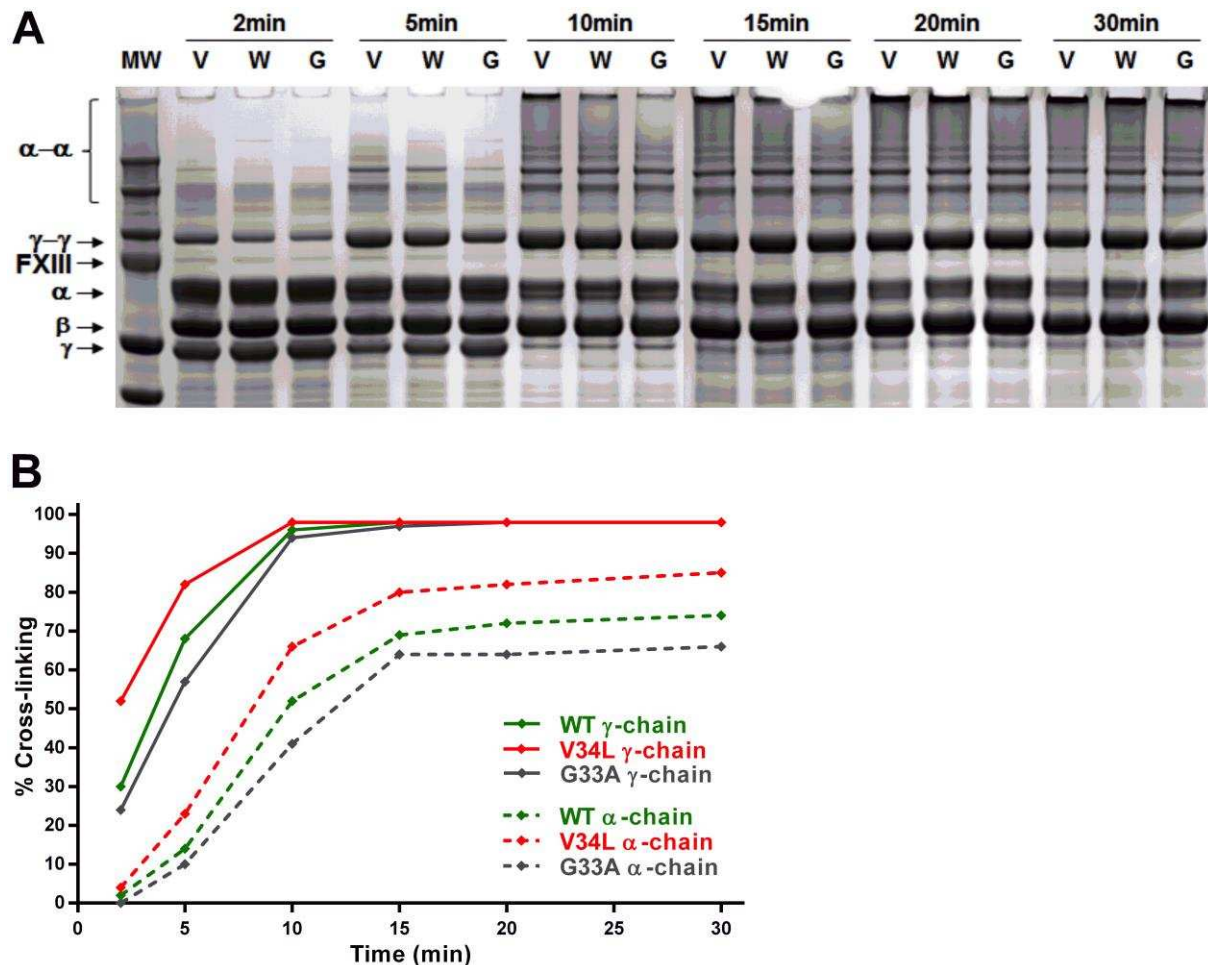 A
2min 5min 10min 15min 20min 30min
MW V W G V W G V W G V W G V W G V W G
α–α
γ–γ
FXIII
α
β
γ
B
100
90
80
70
60
50
40
30
20
10
0
% Cross-linking
WT γ-chain
V34L γ-chain
G33A γ-chain
WT α-chain
V34L α-chain
G33A α-chain
0 5 10 15 20 25 30
Time (min)